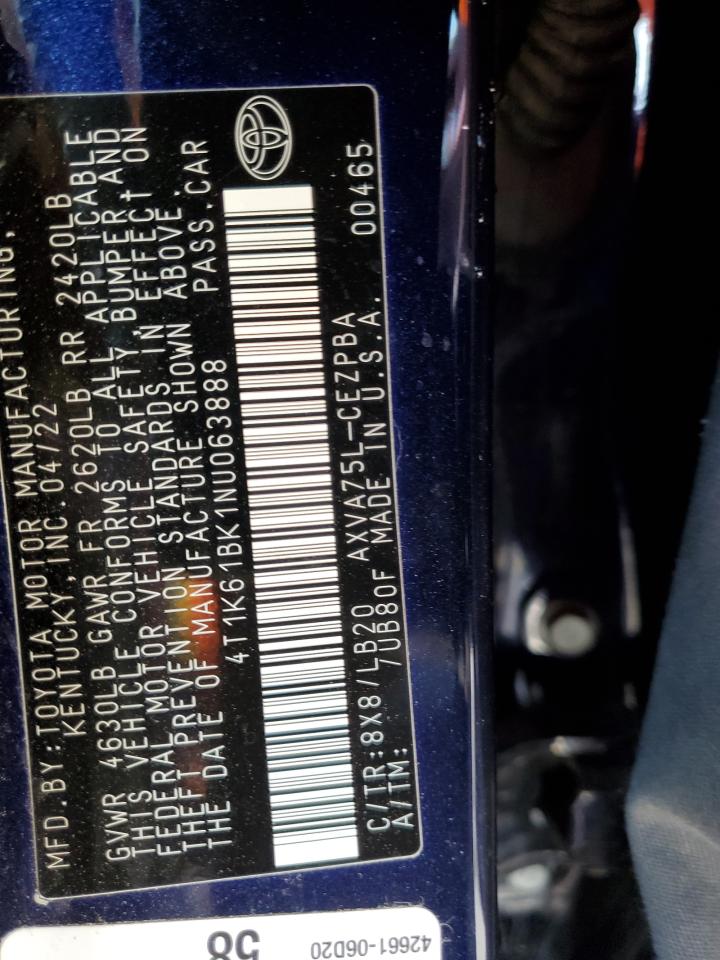 MFD.BY:TOYOTA MOTOR MANUFACTURING,
KENTUCKY,INC. 04/22
GVWR 4630LB GAWR FR 2620LB RR 2420LB
THIS VEHICLE CONFORMS TO ALL APPLICABLE
FEDERAL MOTOR VEHICLE SAFETY,BUMPER,AND
THEFT PREVENTION STANDARDS IN EFFECT ON
THE DATE OF MANUFACTURE SHOWN ABOVE.
4T1K61BK1NU063888 PASS.CAR
C/TR:8X8/LB20 AXVA75L-CEZPBA 00465
A/TM: /UB80F MADE IN U.S.A.
42661-06D20
58